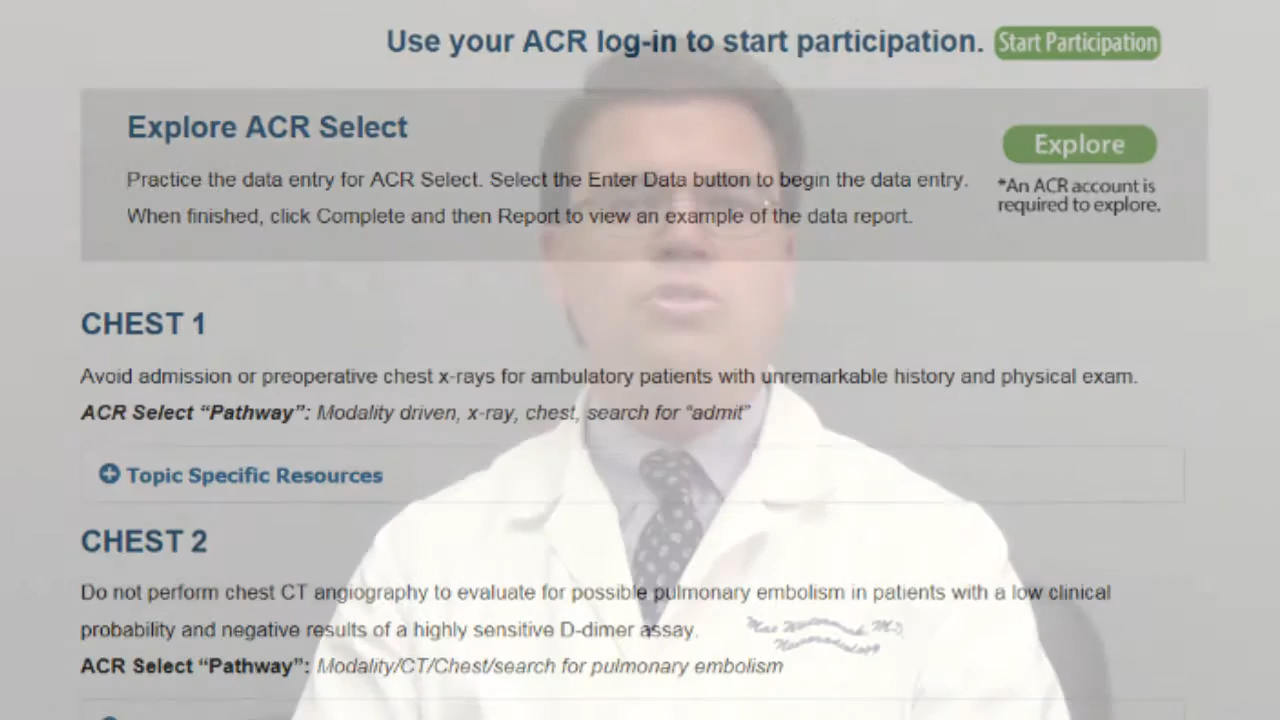 Use your ACR log-in to start participation. Start Participation
Explore ACR Select
Explore
Practice the data entry for ACR Select. Select the Enter Data button to begin the data entry.
When finished, click Complete and then Report to view an example of the data report.
*An ACR account is
required to explore.
CHEST 1
Avoid admission or preoperative chest x-rays for ambulatory patients with unremarkable history and physical exam.
ACR Select “Pathway”: Modality driven, x-ray, chest, search for “admit”
Topic Specific Resources
CHEST 2
Do not perform chest CT angiography to evaluate for possible pulmonary embolism in patients with a low clinical
probability and negative results of a highly sensitive D-dimer assay.
ACR Select “Pathway”: Modality/CT/Chest/search for pulmonary embolism
M.D.